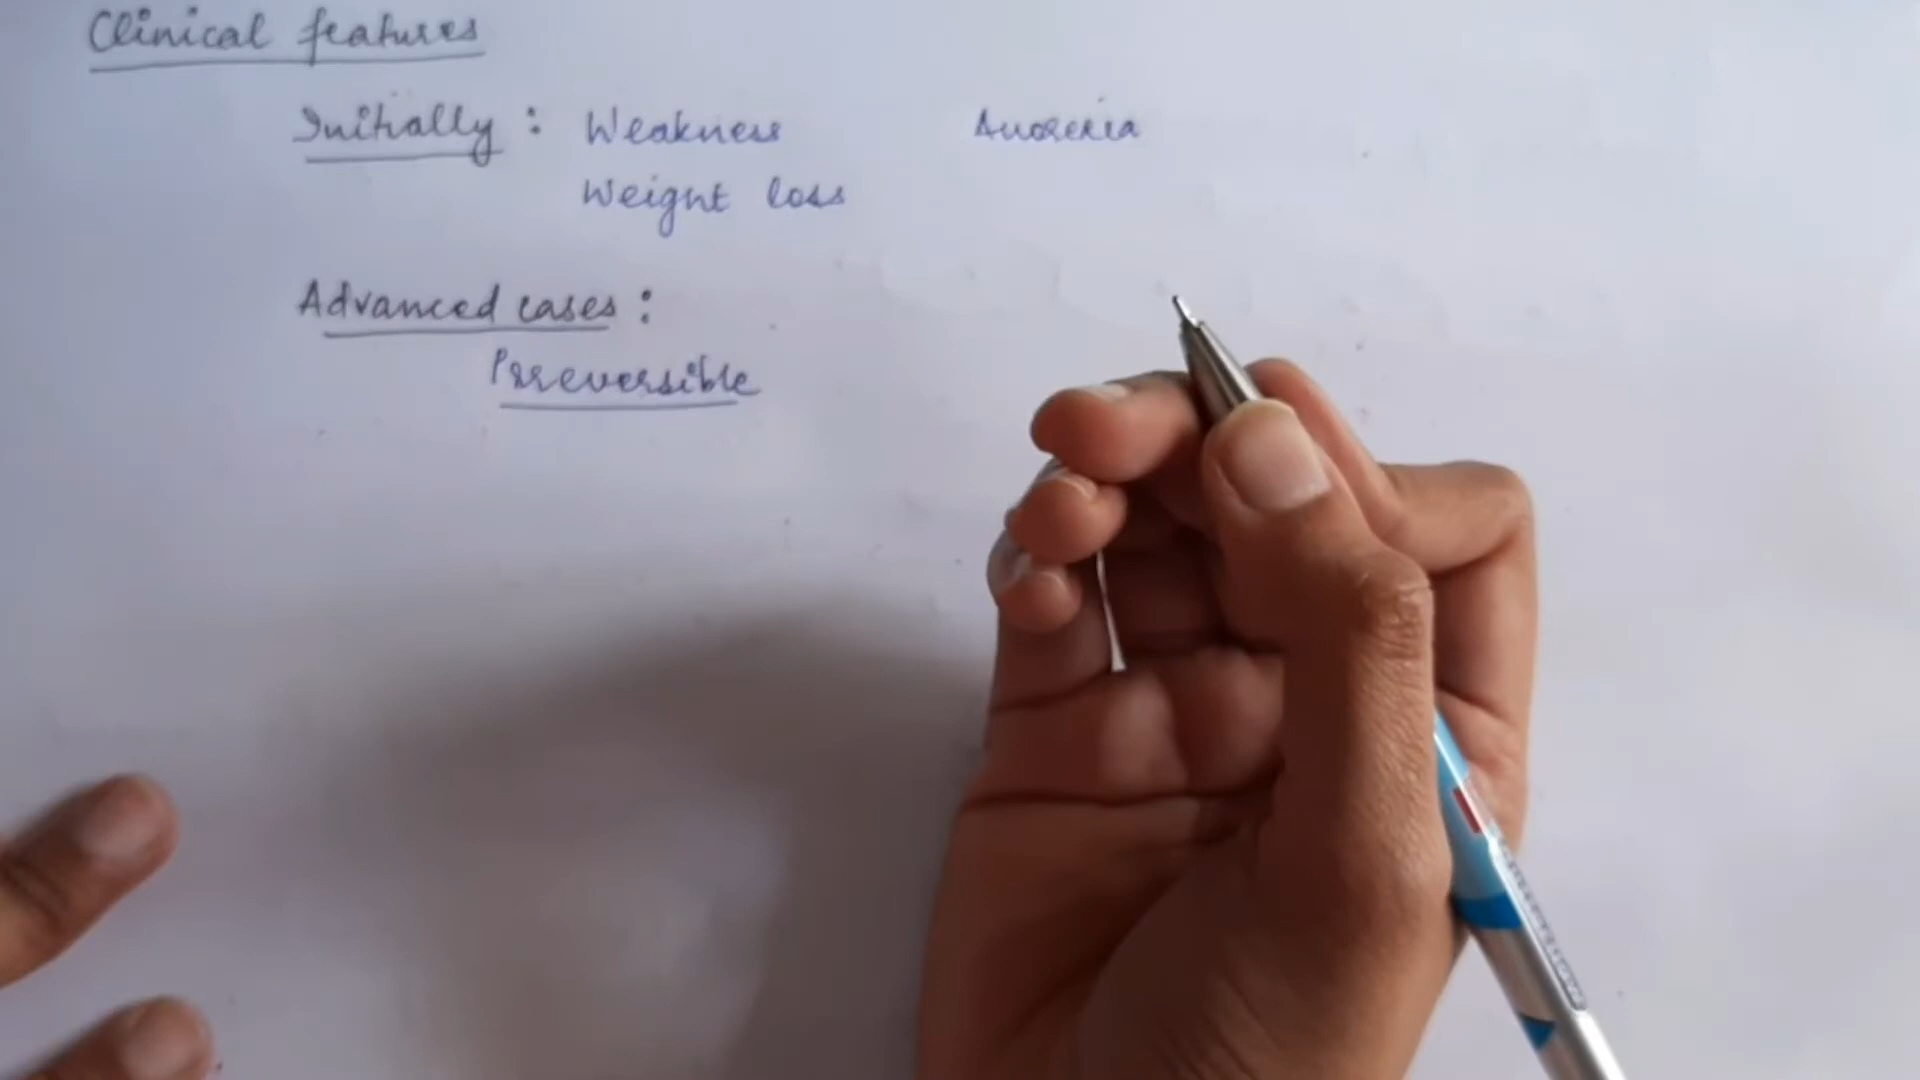 Clinical features
Initially : Weakness Anorexia
Weight loss
Advanced cases :
Irreversible